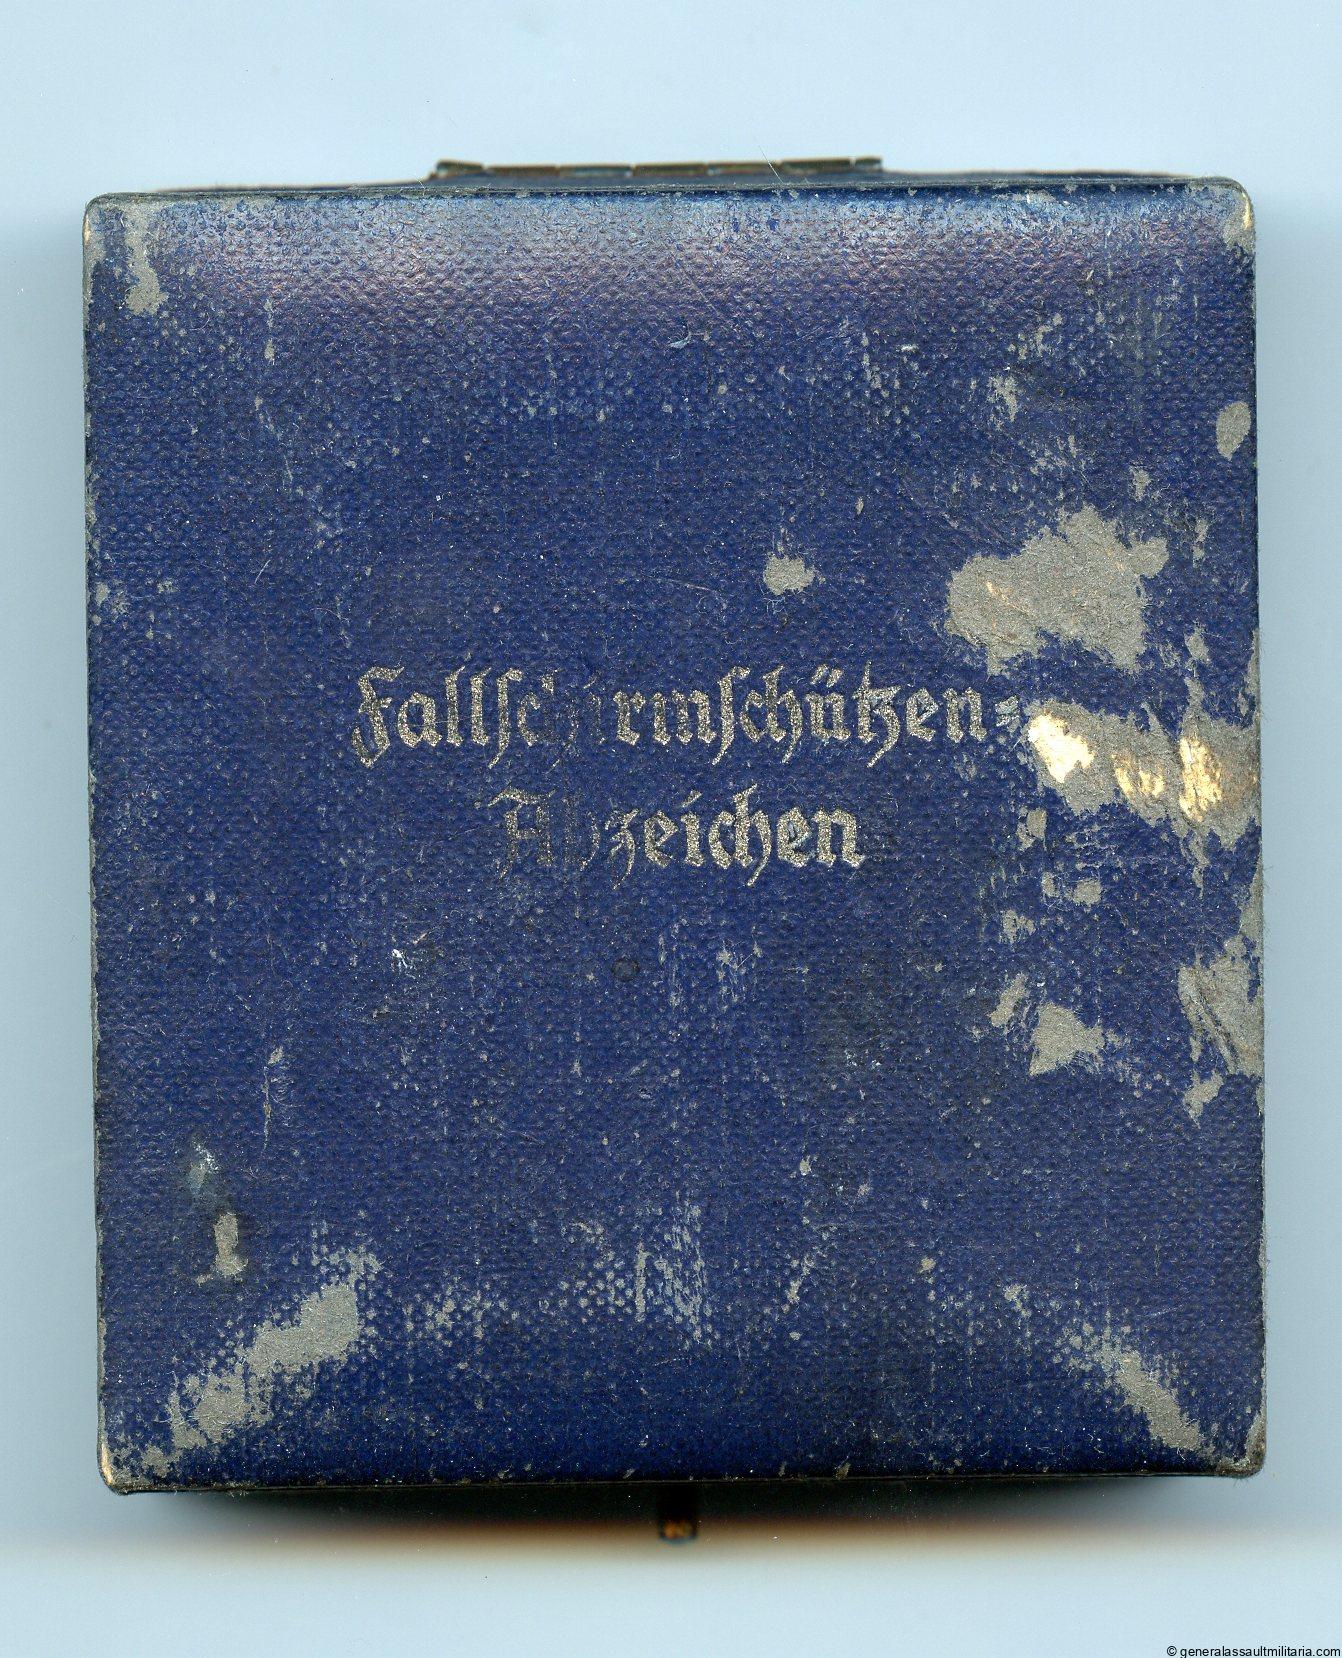 Fallschirmschützen-
Abzeichen
© generalassaultmilitaria.com